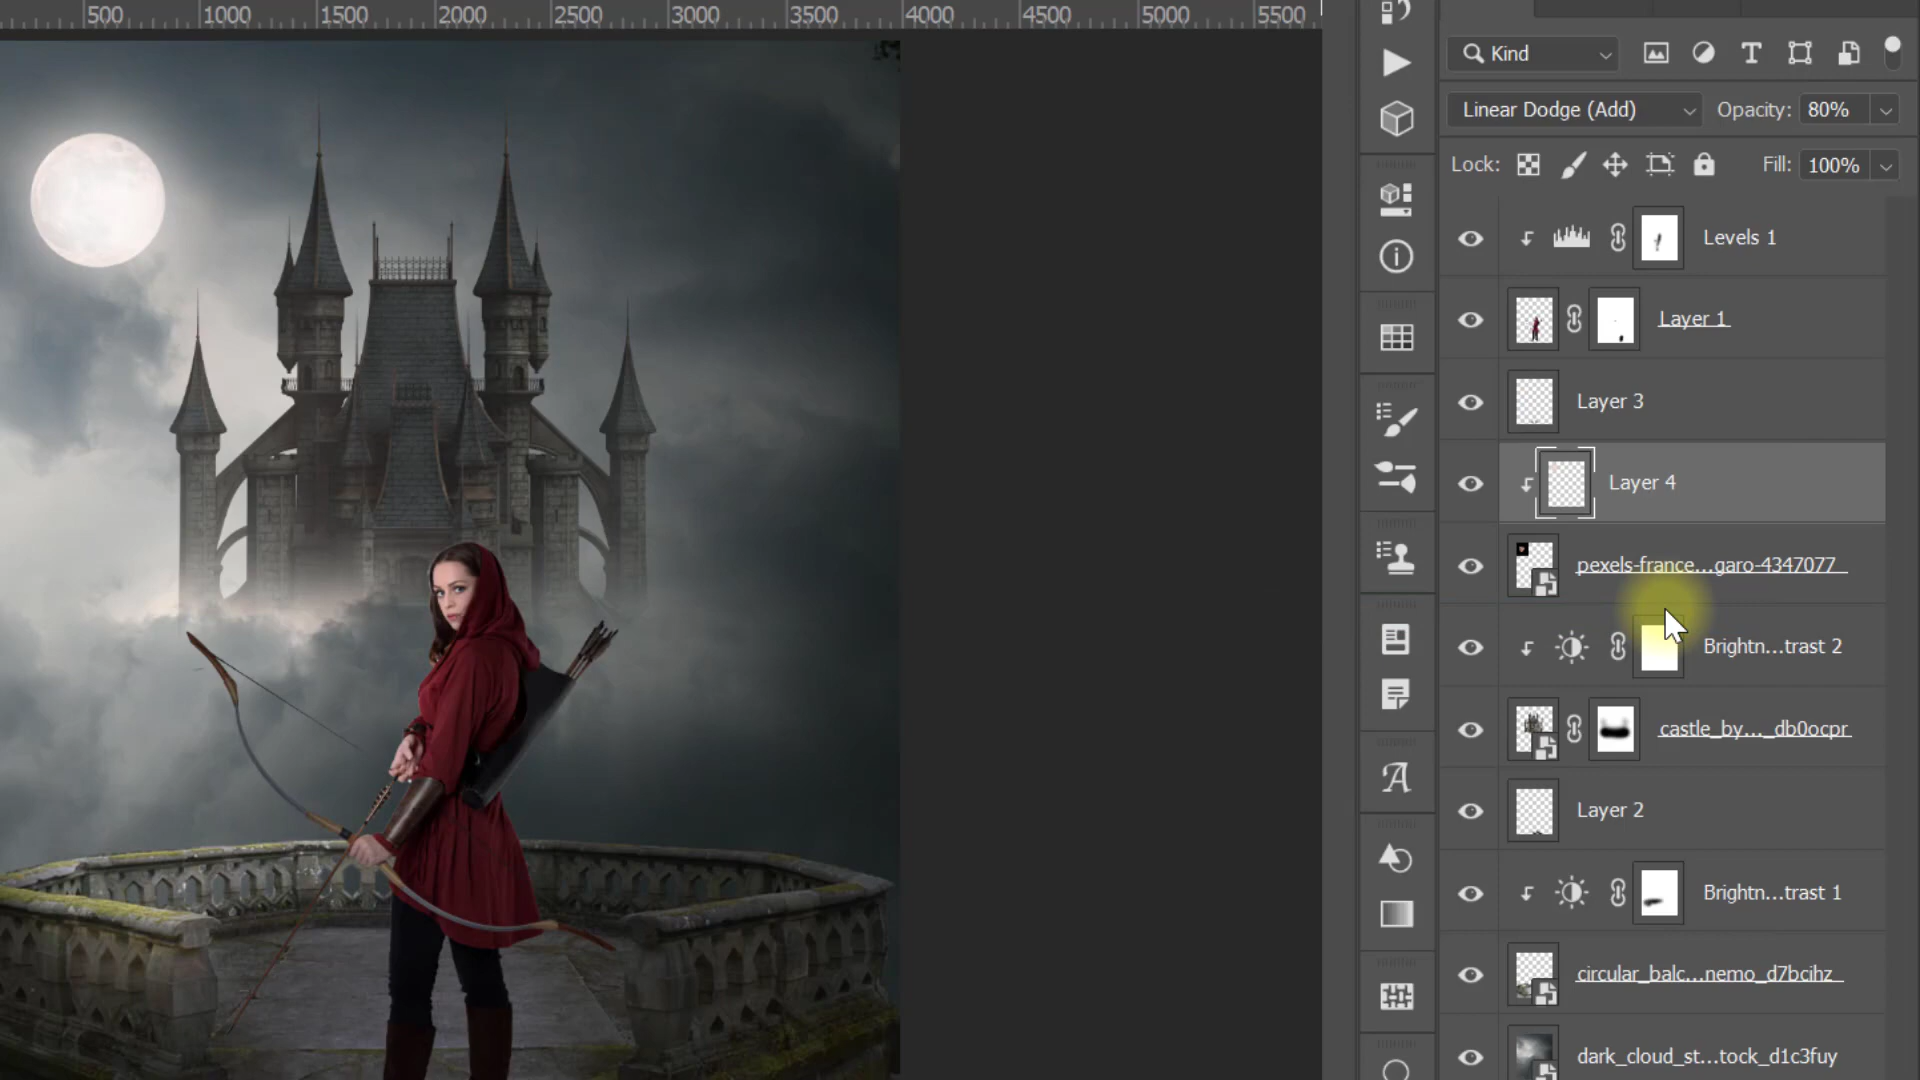 500 1000 1500 2000 2500 3000 3500 4000 4500 5000 5500
Kind
Linear Dodge (Add) Opacity: 80%
Lock: Fill: 100%
Levels 1
Layer 1
Layer 3
Layer 4
pexels-france...garo-4347077
Brightn...trast 2
castle_by..._db0ocpr
Layer 2
Brightn...trast 1
circular_balc...nemo_d7bcihz
dark_cloud_st...tock_d1c3fuy